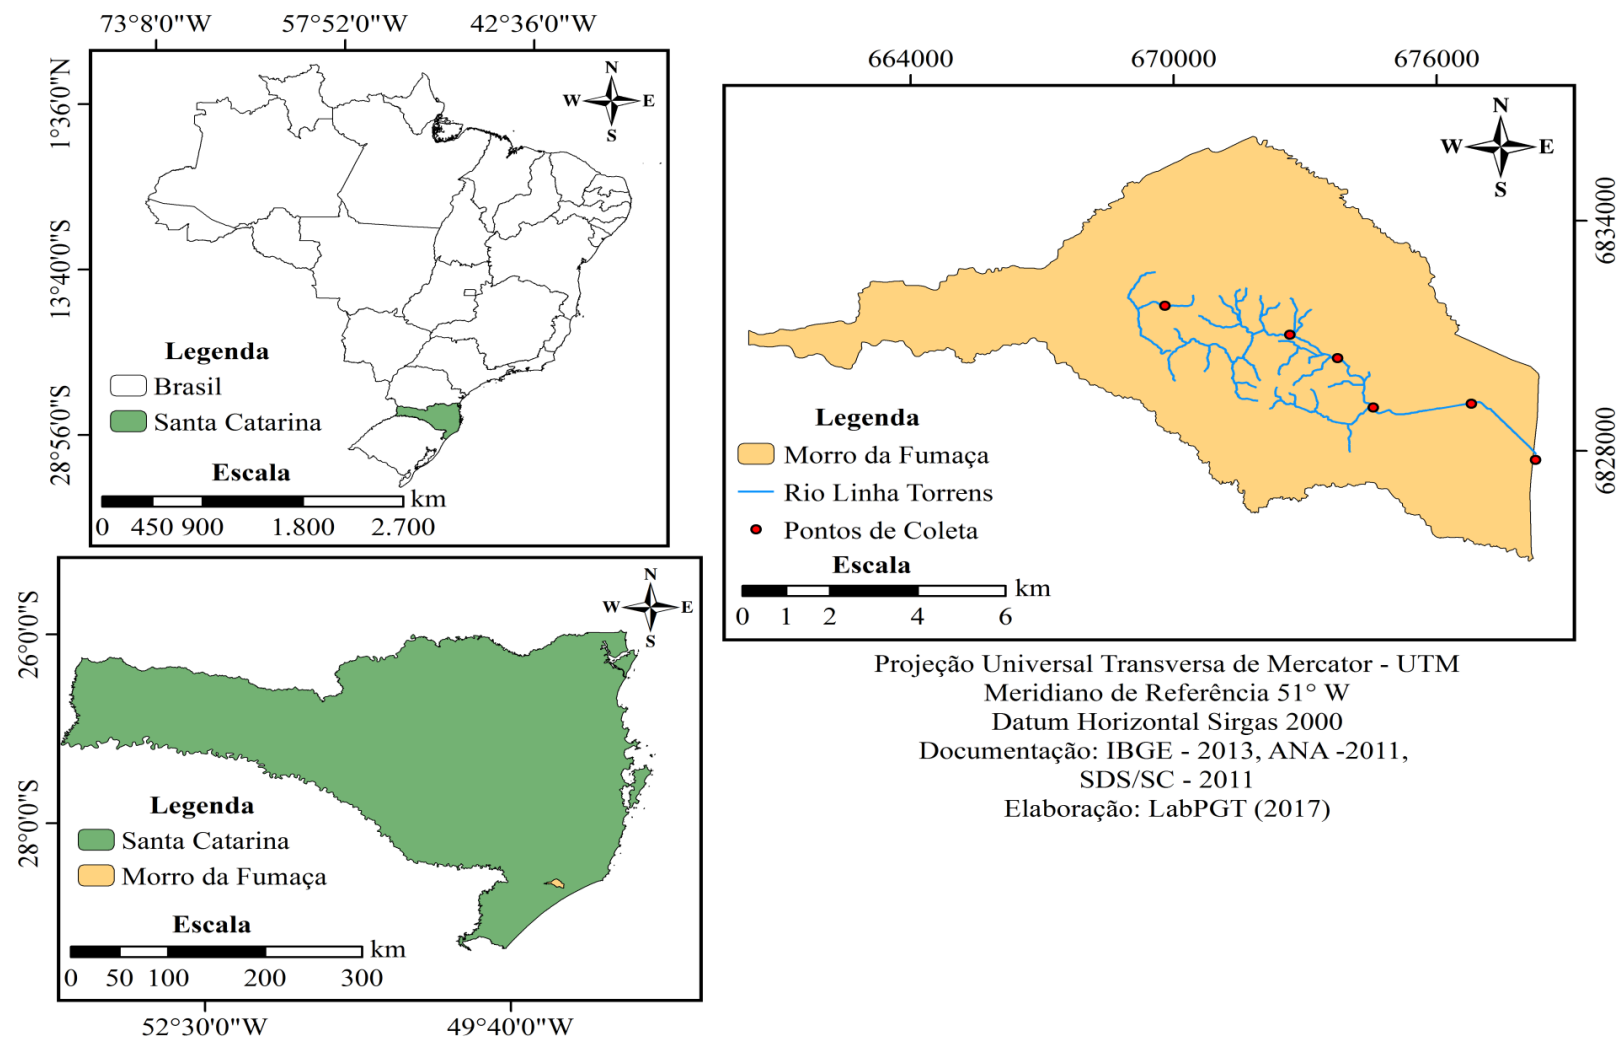 73°8'0"W 57°52'0"W 42°36'0"W
1°36'0"N
13°40'0"S
28°56'0"S
N
W E
S
Legenda
Brasil
Santa Catarina
Escala
km
0 450 900 1.800 2.700
26°0'0"S
28°0'0"S
N
W E
S
Legenda
Santa Catarina
Morro da Fumaça
Escala
km
0 50 100 200 300
52°30'0"W 49°40'0"W
664000 670000 676000
6834000
6828000
N
W E
S
Legenda
Morro da Fumaça
Rio Linha Torrens
Pontos de Coleta
Escala
km
0 1 2 4 6
Projeção Universal Transversa de Mercator - UTM
Meridiano de Referência 51° W
Datum Horizontal Sirgas 2000
Documentação: IBGE - 2013, ANA -2011,
SDS/SC - 2011
Elaboração: LabPGT (2017)